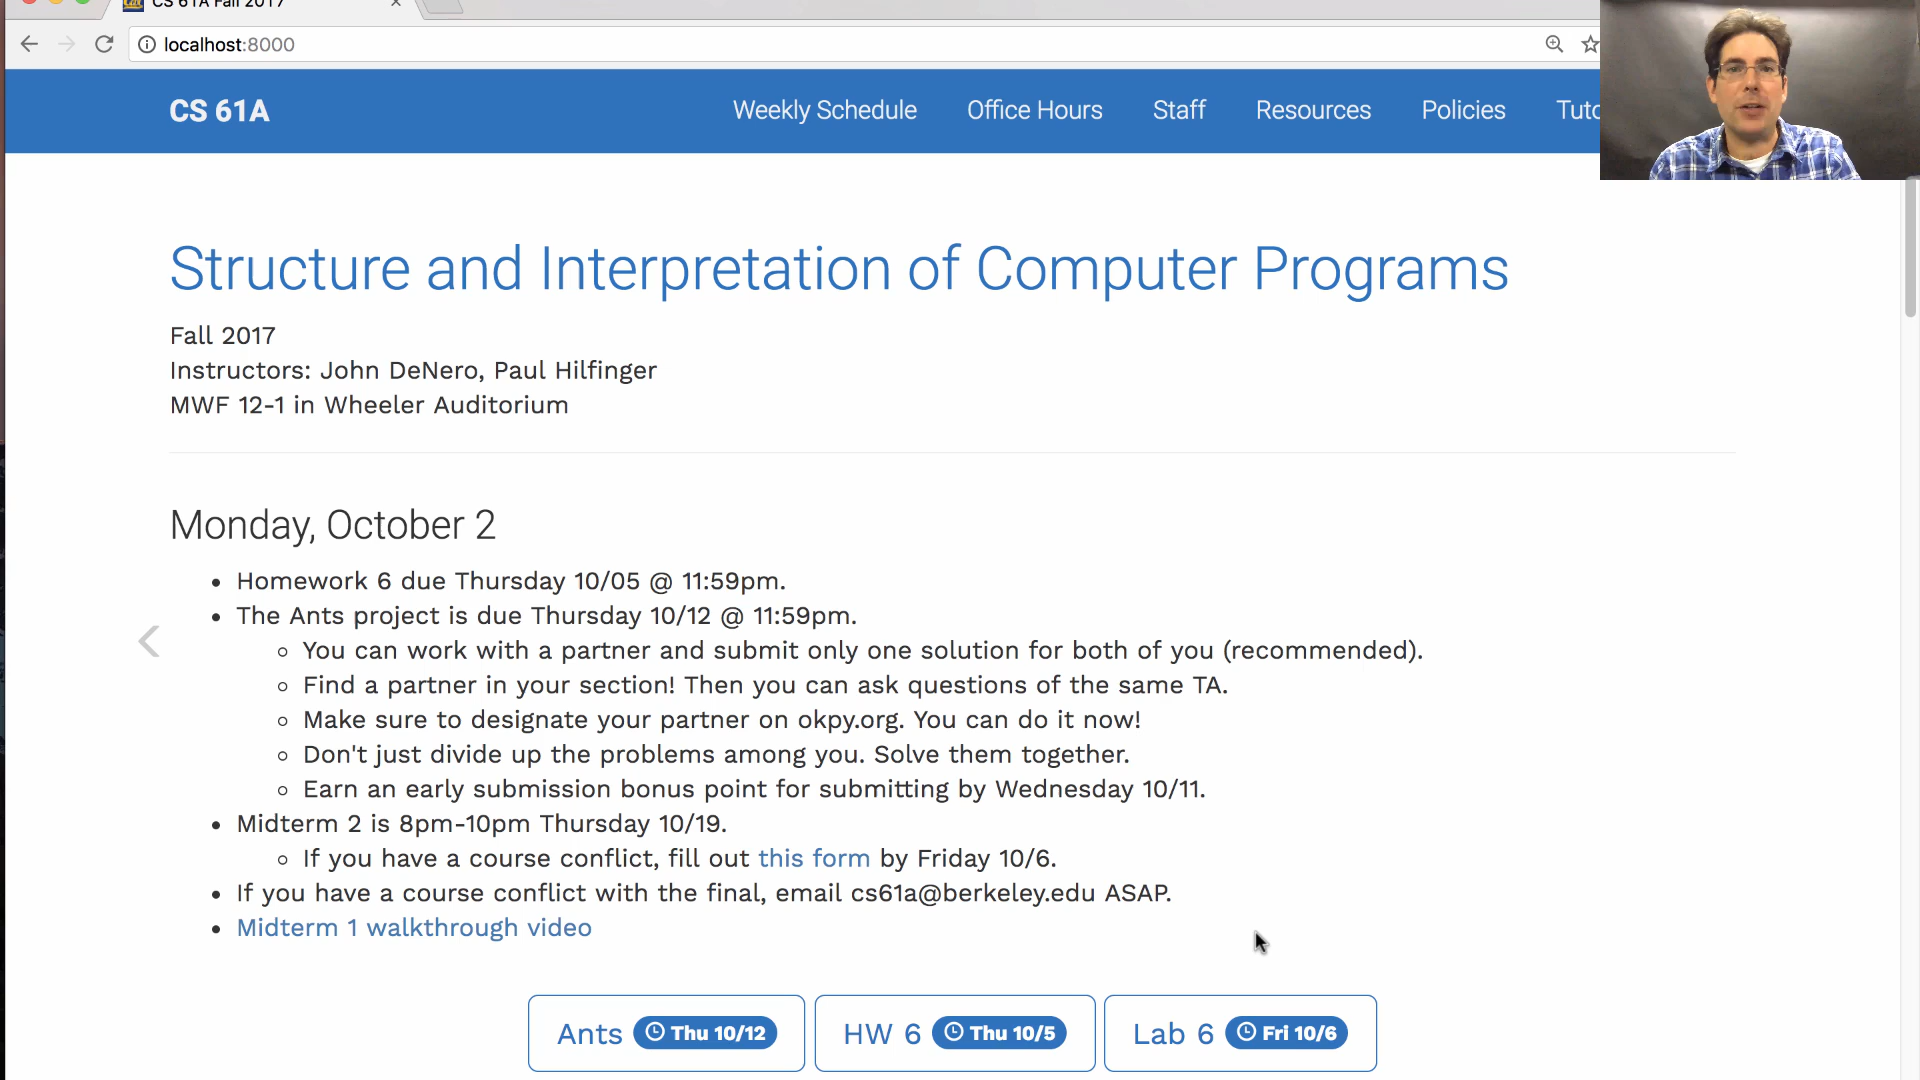 CS 61A Fall 2017
localhost:8000
CS 61A
Weekly Schedule
Office Hours
Staff
Resources
Policies
Structure and Interpretation of Computer Programs
Fall 2017
Instructors: John DeNero, Paul Hilfinger
MWF 12-1 in Wheeler Auditorium
Monday, October 2
Homework 6 due Thursday 10/05 @ 11:59pm.
The Ants project is due Thursday 10/12 @ 11:59pm.
You can work with a partner and submit only one solution for both of you (recommended).
Find a partner in your section! Then you can ask questions of the same TA.
Make sure to designate your partner on okpy.org. You can do it now!
Don't just divide up the problems among you. Solve them together.
Earn an early submission bonus point for submitting by Wednesday 10/11.
Midterm 2 is 8pm-10pm Thursday 10/19.
If you have a course conflict, fill out this form by Friday 10/6.
If you have a course conflict with the final, email cs61a@berkeley.edu ASAP.
Midterm 1 walkthrough video
Ants Thu 10/12
HW 6 Thu 10/5
Lab 6 Fri 10/6